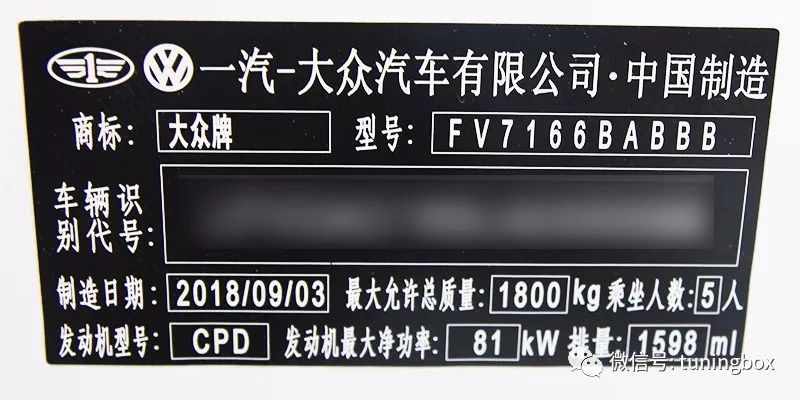 一汽-大众汽车有限公司·中国制造
商标: 大众牌 型号: FV7166BABBB
车辆识
别代号:
制造日期: 2018/09/03 最大允许总质量: 1800 kg 乘坐人数: 5 人
发动机型号: CPD 发动机最大净功率: 81 kW 排量: 1598 ml
微信号: tuningbox